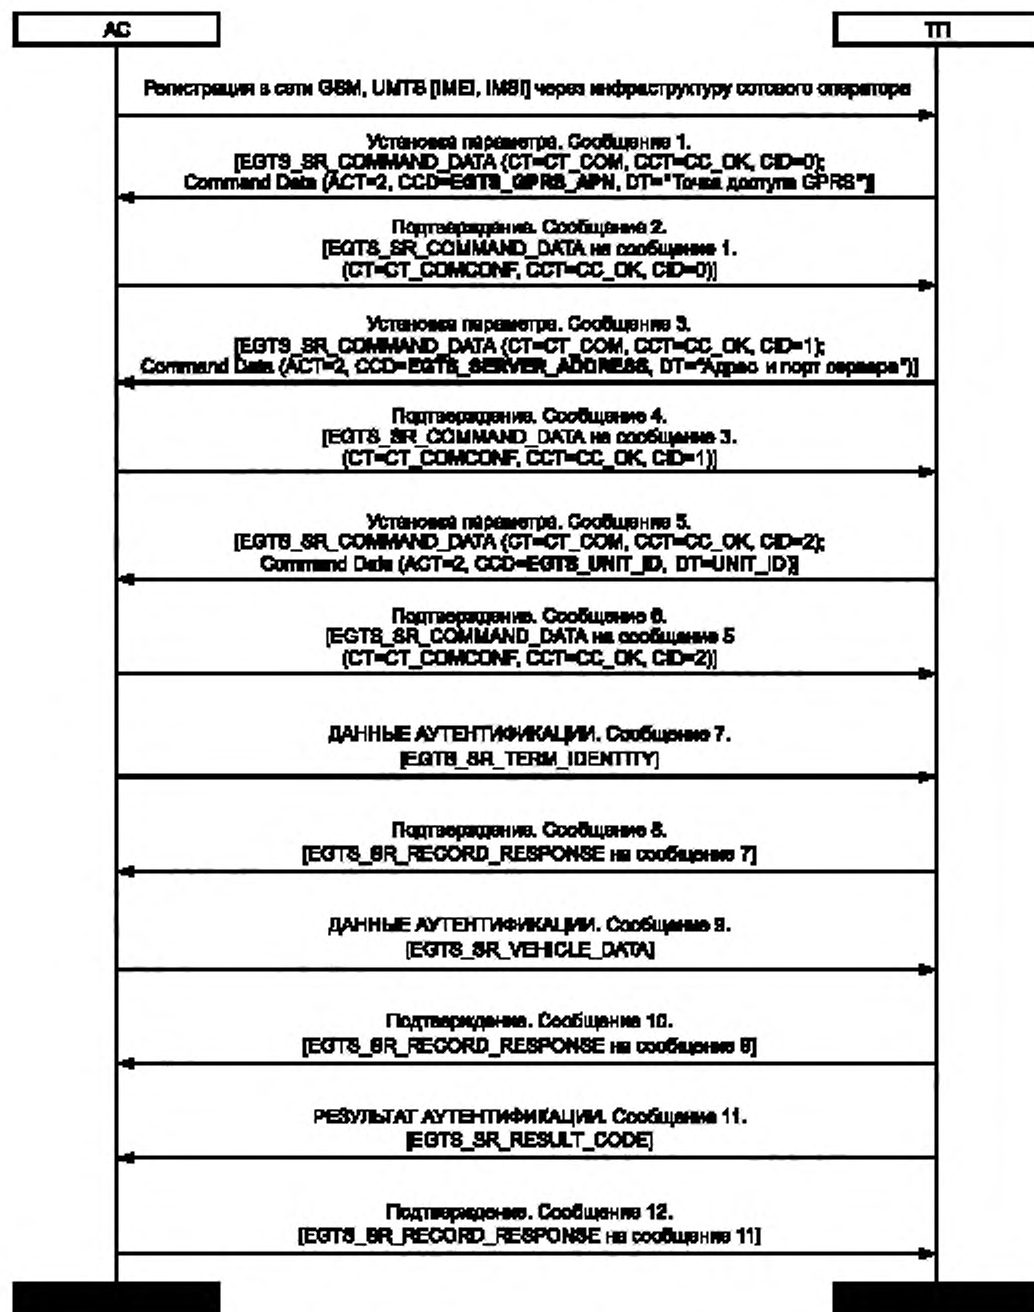 АС
ТП
Регистрация в сети GSM, UMTS [IMEI, IMSI] через инфраструктуру сотового оператора
Установка параметра. Сообщение 1.
[EGTS_SR_COMMAND_DATA (CT=CT_COM, CCT=CC_OK, CID=0);
Command Data (ACT=2, CCD=EGTS_GPRS_APN, DT="Точка доступа GPRS")]
Подтверждение. Сообщение 2.
[EGTS_SR_COMMAND_DATA на сообщение 1.
(CT=CT_COMCONF, CCT=CC_OK, CID=0)]
Установка параметра. Сообщение 3.
[EGTS_SR_COMMAND_DATA (CT=CT_COM, CCT=CC_OK, CID=1);
Command Data (ACT=2, CCD=EGTS_SERVER_ADDRESS, DT="Адрес и порт сервера")]
Подтверждение. Сообщение 4.
[EGTS_SR_COMMAND_DATA на сообщение 3.
(CT=CT_COMCONF, CCT=CC_OK, CID=1)]
Установка параметра. Сообщение 5.
[EGTS_SR_COMMAND_DATA (CT=CT_COM, CCT=CC_OK, CID=2);
Command Data (ACT=2, CCD=EGTS_UNIT_ID, DT=UNIT_ID)]
Подтверждение. Сообщение 6.
[EGTS_SR_COMMAND_DATA на сообщение 5
(CT=CT_COMCONF, CCT=CC_OK, CID=2)]
ДАННЫЕ АУТЕНТИФИКАЦИИ. Сообщение 7.
[EGTS_SR_TERM_IDENTITY]
Подтверждение. Сообщение 8.
[EGTS_SR_RECORD_RESPONSE на сообщение 7]
ДАННЫЕ АУТЕНТИФИКАЦИИ. Сообщение 9.
[EGTS_SR_VEHICLE_DATA]
Подтверждение. Сообщение 10.
[EGTS_SR_RECORD_RESPONSE на сообщение 9]
РЕЗУЛЬТАТ АУТЕНТИФИКАЦИИ. Сообщение 11.
[EGTS_SR_RESULT_CODE]
Подтверждение. Сообщение 12.
[EGTS_SR_RECORD_RESPONSE на сообщение 11]